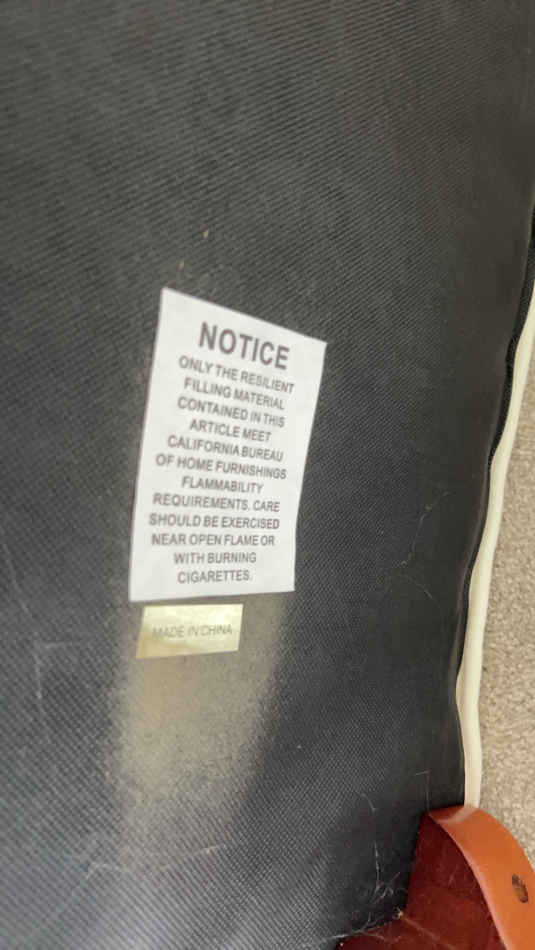 NOTICE
ONLY THE RESILIENT
FILLING MATERIAL
CONTAINED IN THIS
ARTICLE MEET
CALIFORNIA BUREAU
OF HOME FURNISHINGS
FLAMMABILITY
REQUIREMENTS. CARE
SHOULD BE EXERCISED
NEAR OPEN FLAME OR
WITH BURNING
CIGARETTES.
MADE IN CHINA